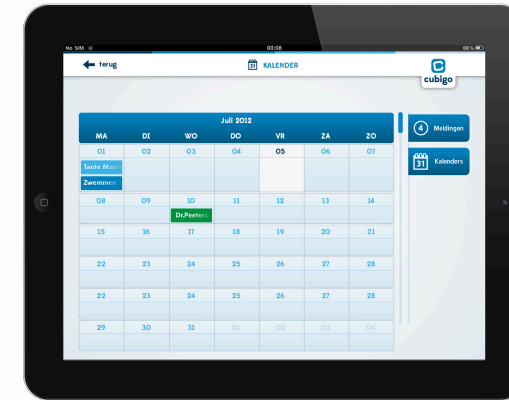 No SIM 00:08 66%
terug KALENDER cubigo
Juli 2012
MA DI WO DO VR ZA ZO
01 02 03 04 05 06 07
Tante Marie
Zwemmen
08 09 10 11 12 13 14
Dr.Peeters
15 16 17 18 19 20 21
22 23 24 25 26 27 28
22 23 24 25 26 27 28
29 30 31 01 02 03 04
4 Meldingen
31 Kalenders